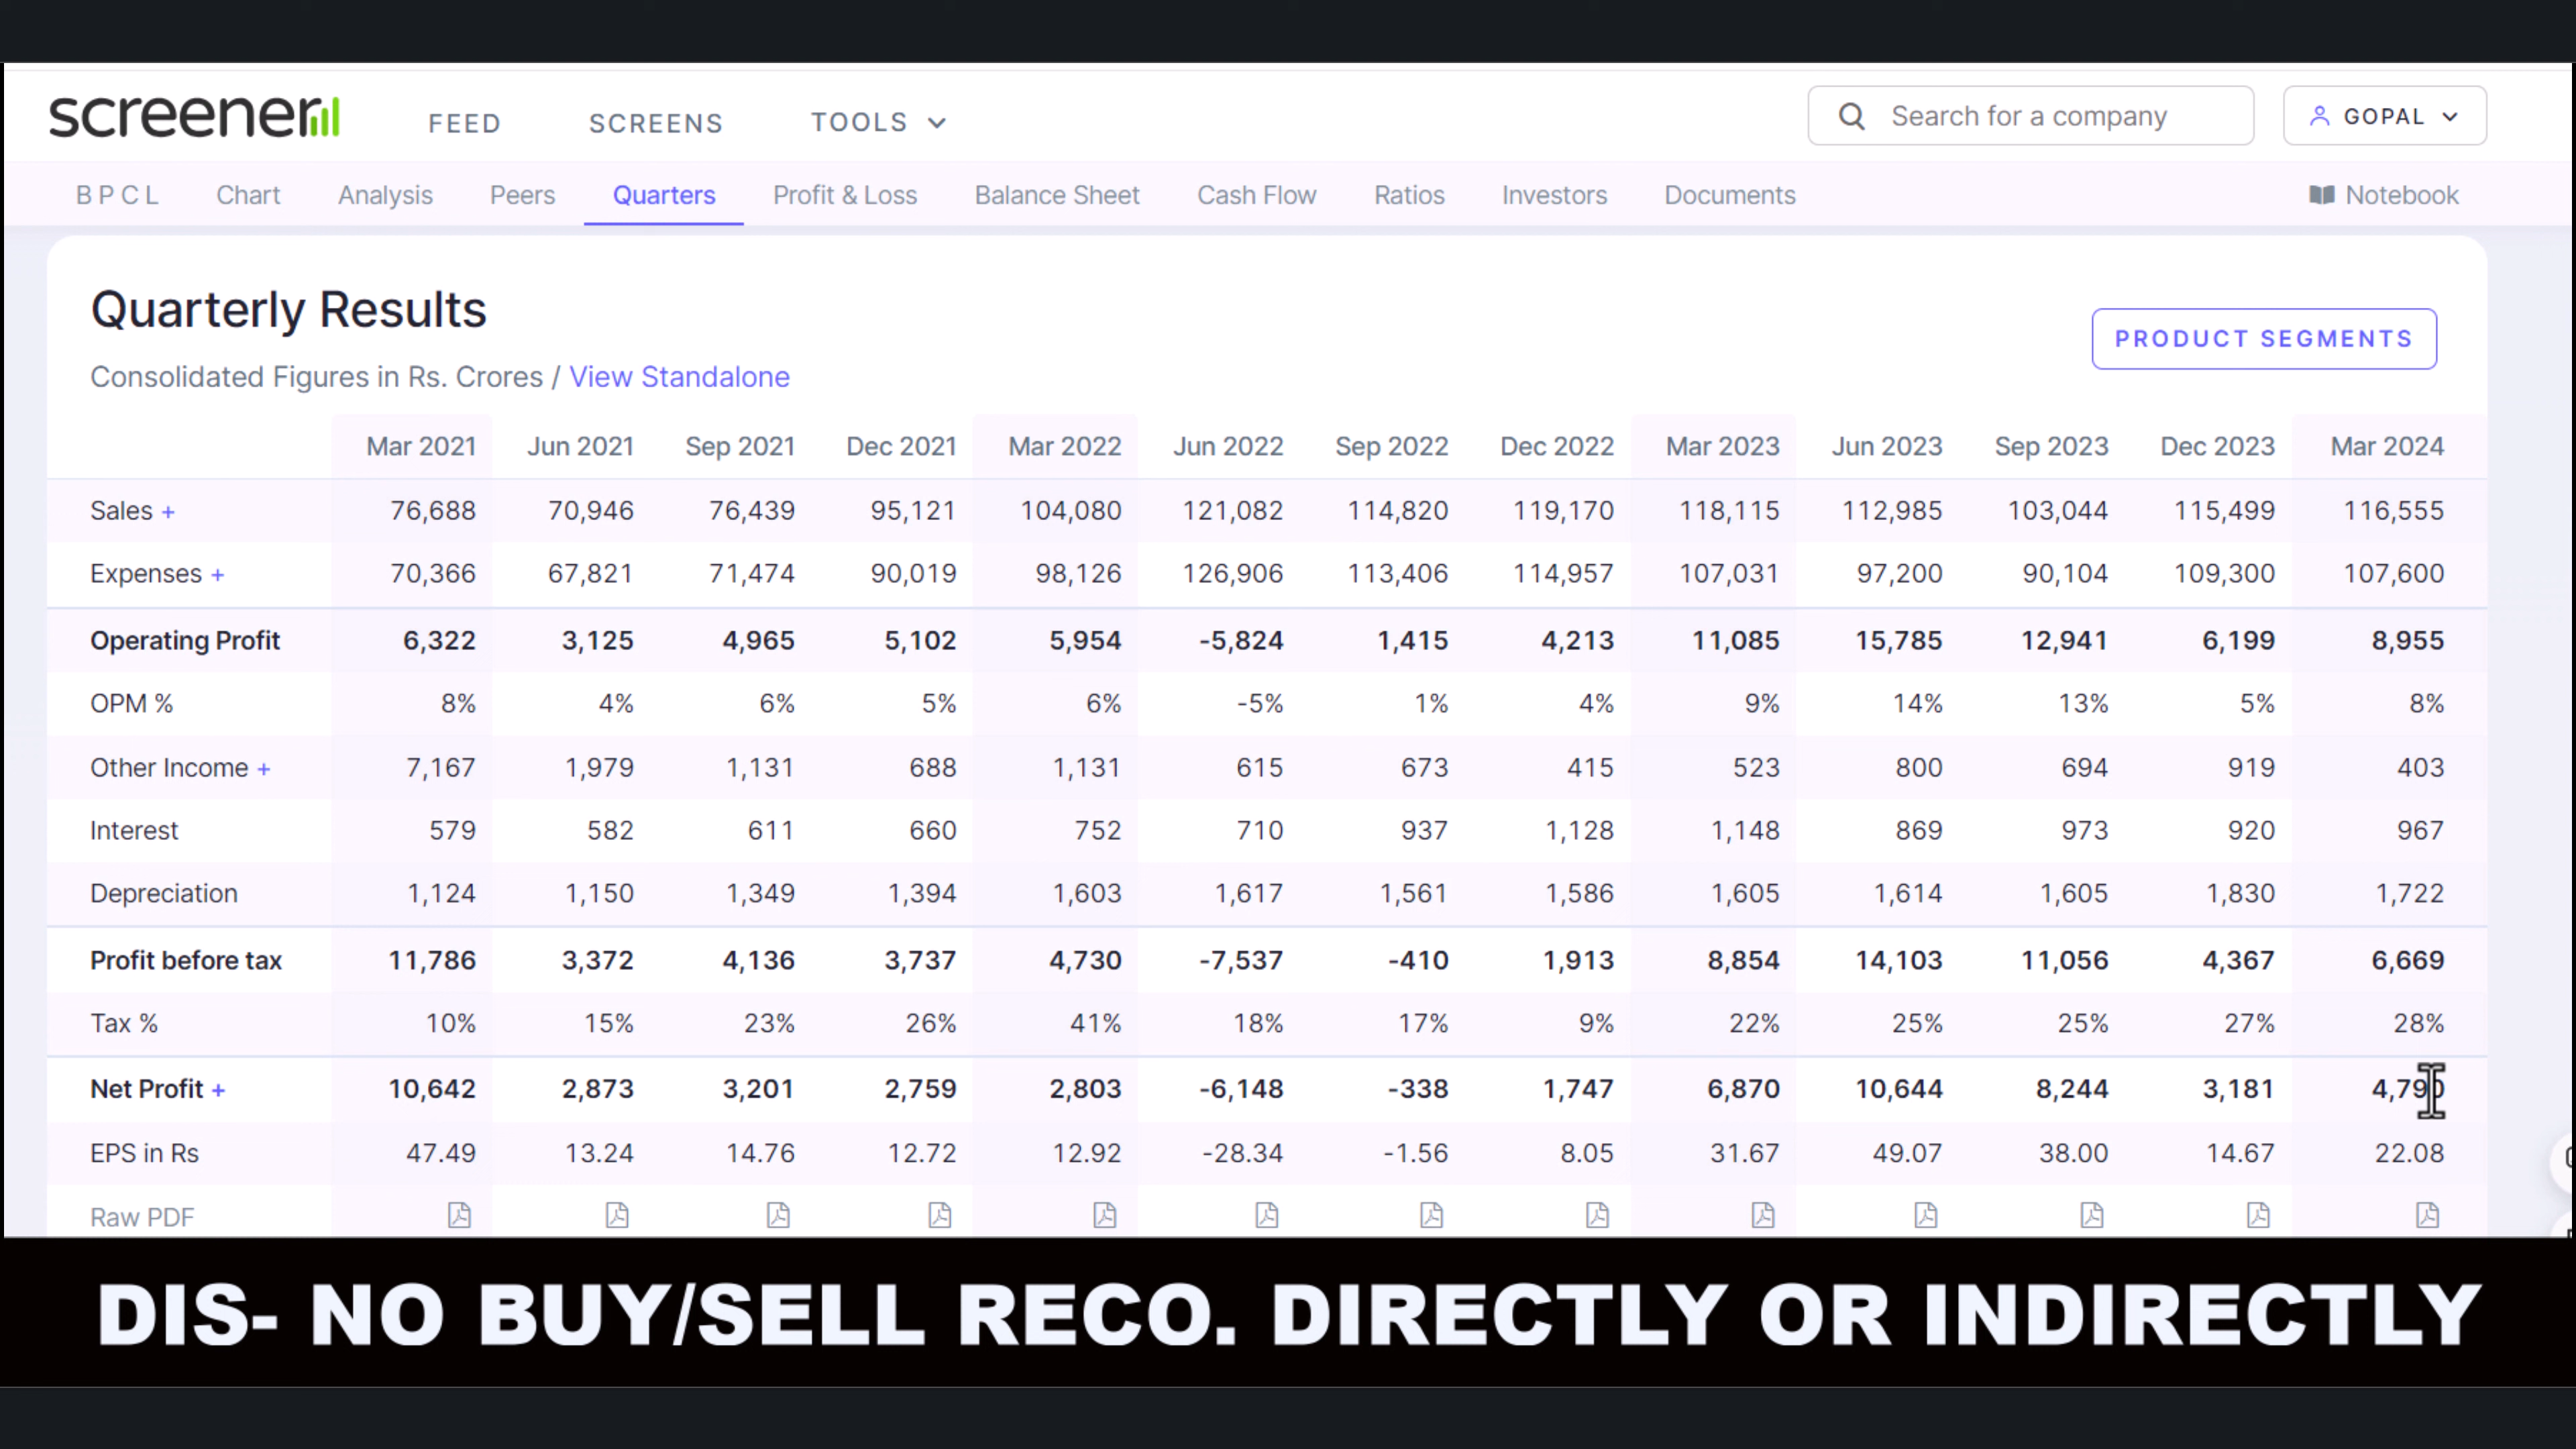 screener FEED SCREENS TOOLS Search for a company GOPAL
B P C L Chart Analysis Peers Quarters Profit & Loss Balance Sheet Cash Flow Ratios Investors Documents Notebook
Quarterly Results
PRODUCT SEGMENTS
Consolidated Figures in Rs. Crores / View Standalone
Mar 2021 Jun 2021 Sep 2021 Dec 2021 Mar 2022 Jun 2022 Sep 2022 Dec 2022 Mar 2023 Jun 2023 Sep 2023 Dec 2023 Mar 2024
Sales + 76,688 70,946 76,439 95,121 104,080 121,082 114,820 119,170 118,115 112,985 103,044 115,499 116,555
Expenses + 70,366 67,821 71,474 90,019 98,126 126,906 113,406 114,957 107,031 97,200 90,104 109,300 107,600
Operating Profit 6,322 3,125 4,965 5,102 5,954 -5,824 1,415 4,213 11,085 15,785 12,941 6,199 8,955
OPM % 8% 4% 6% 5% 6% -5% 1% 4% 9% 14% 13% 5% 8%
Other Income + 7,167 1,979 1,131 688 1,131 615 673 415 523 800 694 919 403
Interest 579 582 611 660 752 710 937 1,128 1,148 869 973 920 967
Depreciation 1,124 1,150 1,349 1,394 1,603 1,617 1,561 1,586 1,605 1,614 1,605 1,830 1,722
Profit before tax 11,786 3,372 4,136 3,737 4,730 -7,537 -410 1,913 8,854 14,103 11,056 4,367 6,669
Tax % 10% 15% 23% 26% 41% 18% 17% 9% 22% 25% 25% 27% 28%
Net Profit + 10,642 2,873 3,201 2,759 2,803 -6,148 -338 1,747 6,870 10,644 8,244 3,181 4,790
EPS in Rs 47.49 13.24 14.76 12.72 12.92 -28.34 -1.56 8.05 31.67 49.07 38.00 14.67 22.08
Raw PDF
DIS- NO BUY/SELL RECO. DIRECTLY OR INDIRECTLY